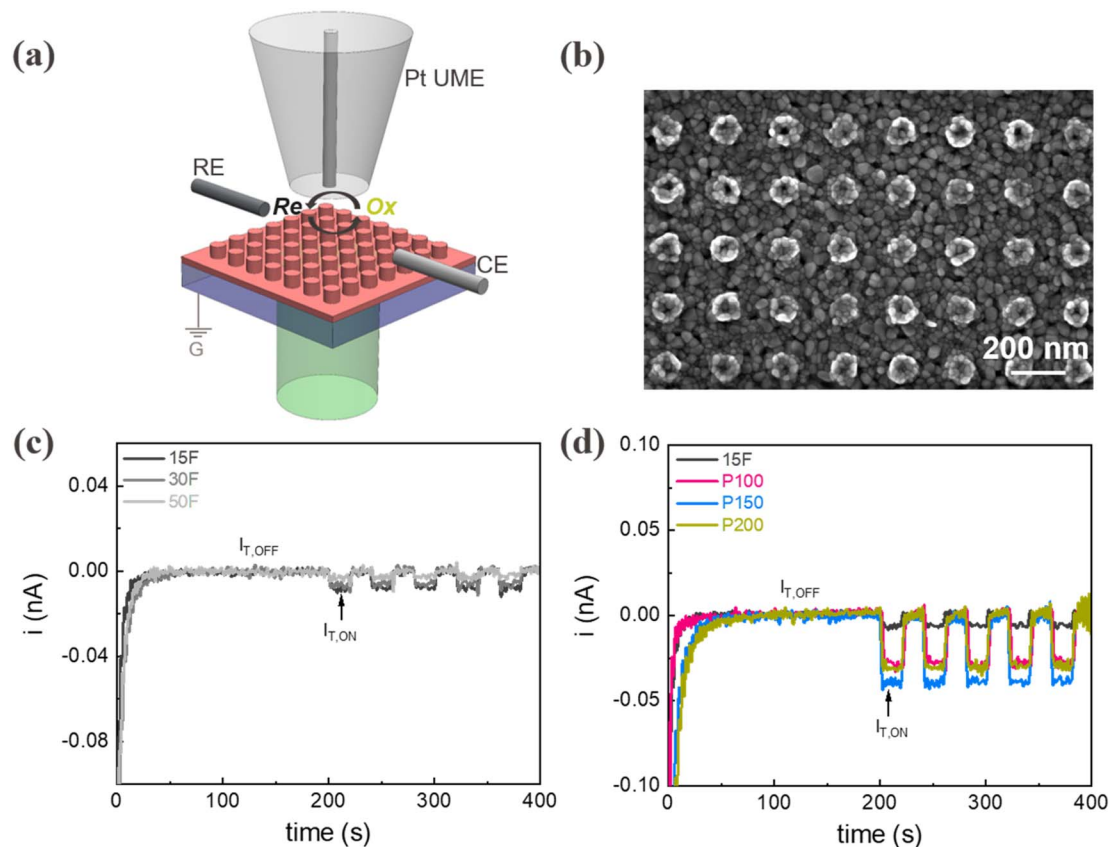 (a)
Pt UME
RE
Re
Ox
CE
G
(b)
200 nm
(c)
15F
30F
50F
I_T,OFF
I_T,ON
0.04
0.00
-0.04
-0.08
i (nA)
0
100
200
300
400
time (s)
(d)
15F
P100
P150
P200
I_T,OFF
I_T,ON
0.10
0.05
0.00
-0.05
-0.10
i (nA)
0
100
200
300
400
time (s)